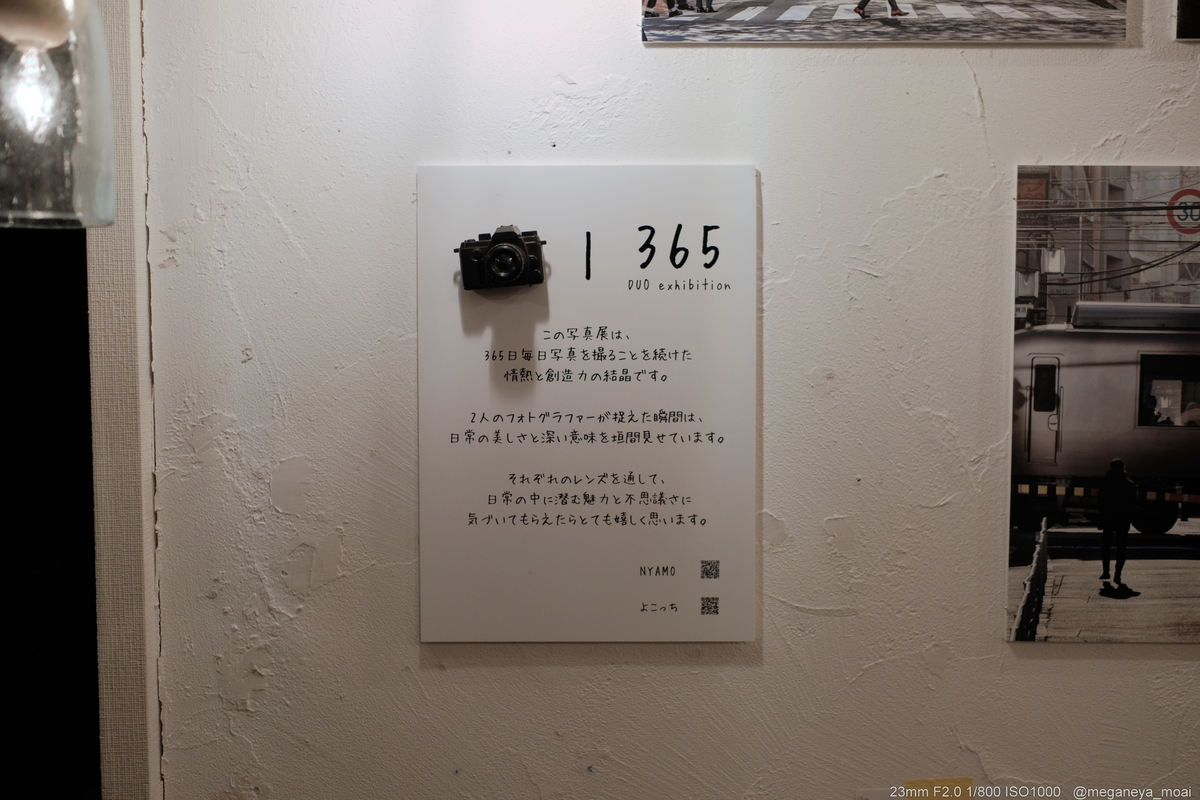 | 365
DUO exhibition
この写真展は、
365日毎日写真を撮ることを続けた
情熱と創造力の結晶です。
2人のフォトグラファーが捉えた瞬間は、
日常の美しさと深い意味を垣間見せています。
それぞれのレンズを通して、
日常の中に潜む魅力と不思議さに
気づいてもらえたらとても嬉しく思います。
NYAMO
よこっち
30
23mm F2.0 1/800 ISO1000 @meganeya_moai